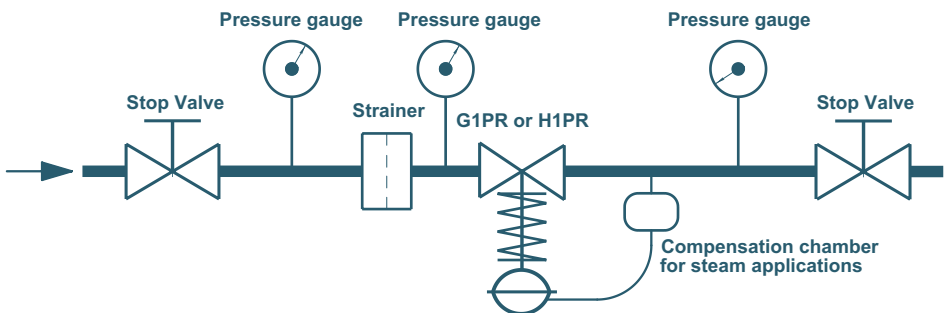 Pressure gauge
Pressure gauge
Pressure gauge
Stop Valve
Strainer
G1PR or H1PR
Stop Valve
Compensation chamber
for steam applications